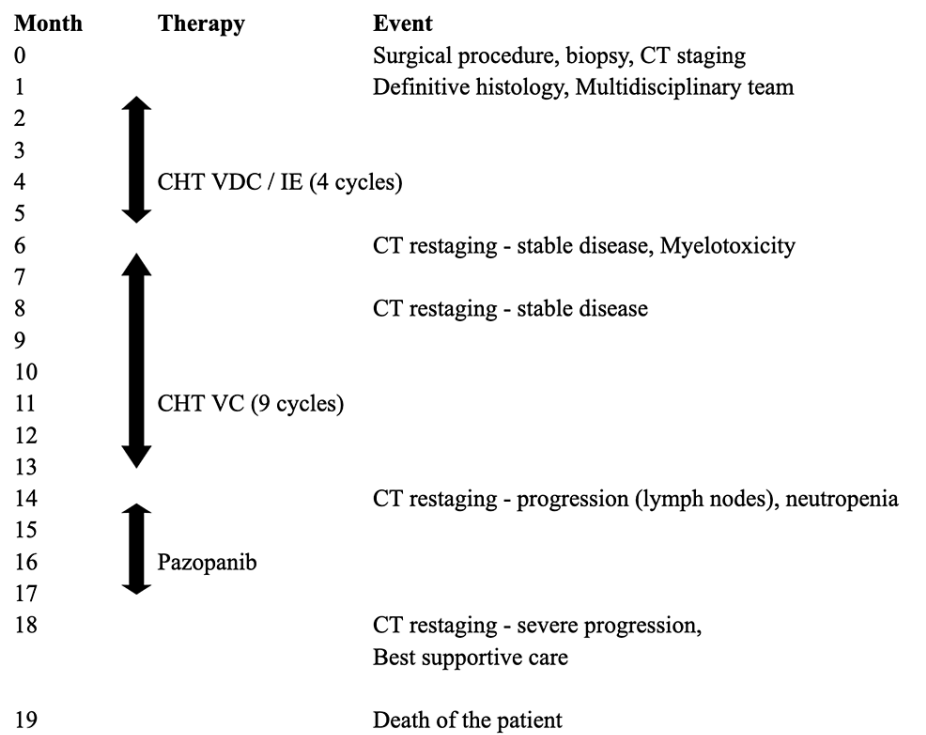 Month Therapy Event
0 Surgical procedure, biopsy, CT staging
1 Definitive histology, Multidisciplinary team
2
3
4 CHT VDC / IE (4 cycles)
5
6 CT restaging - stable disease, Myelotoxicity
7
8 CT restaging - stable disease
9
10
11 CHT VC (9 cycles)
12
13
14 CT restaging - progression (lymph nodes), neutropenia
15
16 Pazopanib
17
18 CT restaging - severe progression,
Best supportive care
19 Death of the patient